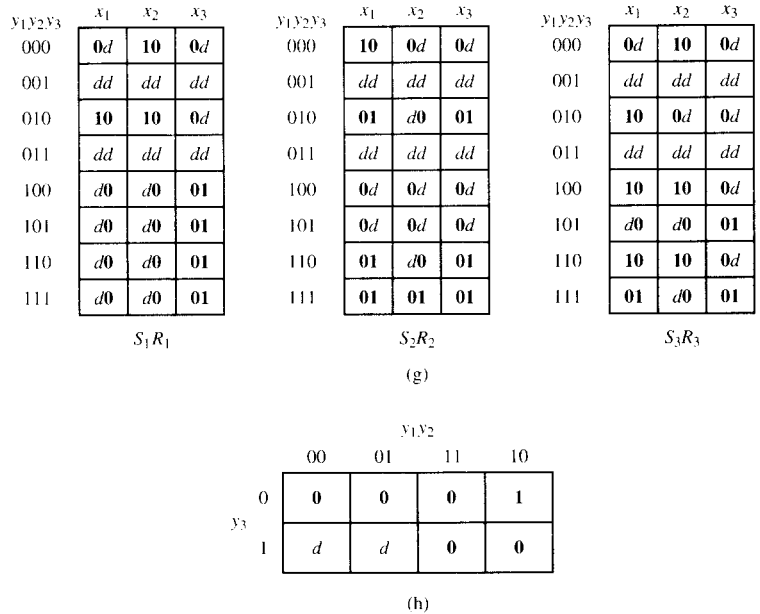 y₁y₂y₃ x₁ x₂ x₃
000 0d 10 0d
001 dd dd dd
010 10 10 0d
011 dd dd dd
100 d0 d0 01
101 d0 d0 01
110 d0 d0 01
111 d0 d0 01
S₁R₁
y₁y₂y₃ x₁ x₂ x₃
000 10 0d 0d
001 dd dd dd
010 01 d0 01
011 dd dd dd
100 0d 0d 0d
101 0d 0d 0d
110 01 d0 01
111 01 01 01
S₂R₂
y₁y₂y₃ x₁ x₂ x₃
000 0d 10 0d
001 dd dd dd
010 10 0d 0d
011 dd dd dd
100 10 10 0d
101 d0 d0 01
110 10 10 0d
111 01 d0 01
S₃R₃
(g)
y₁y₂
00 01 11 10
0 0 0 0 1
y₃
1 d d 0 0
(h)